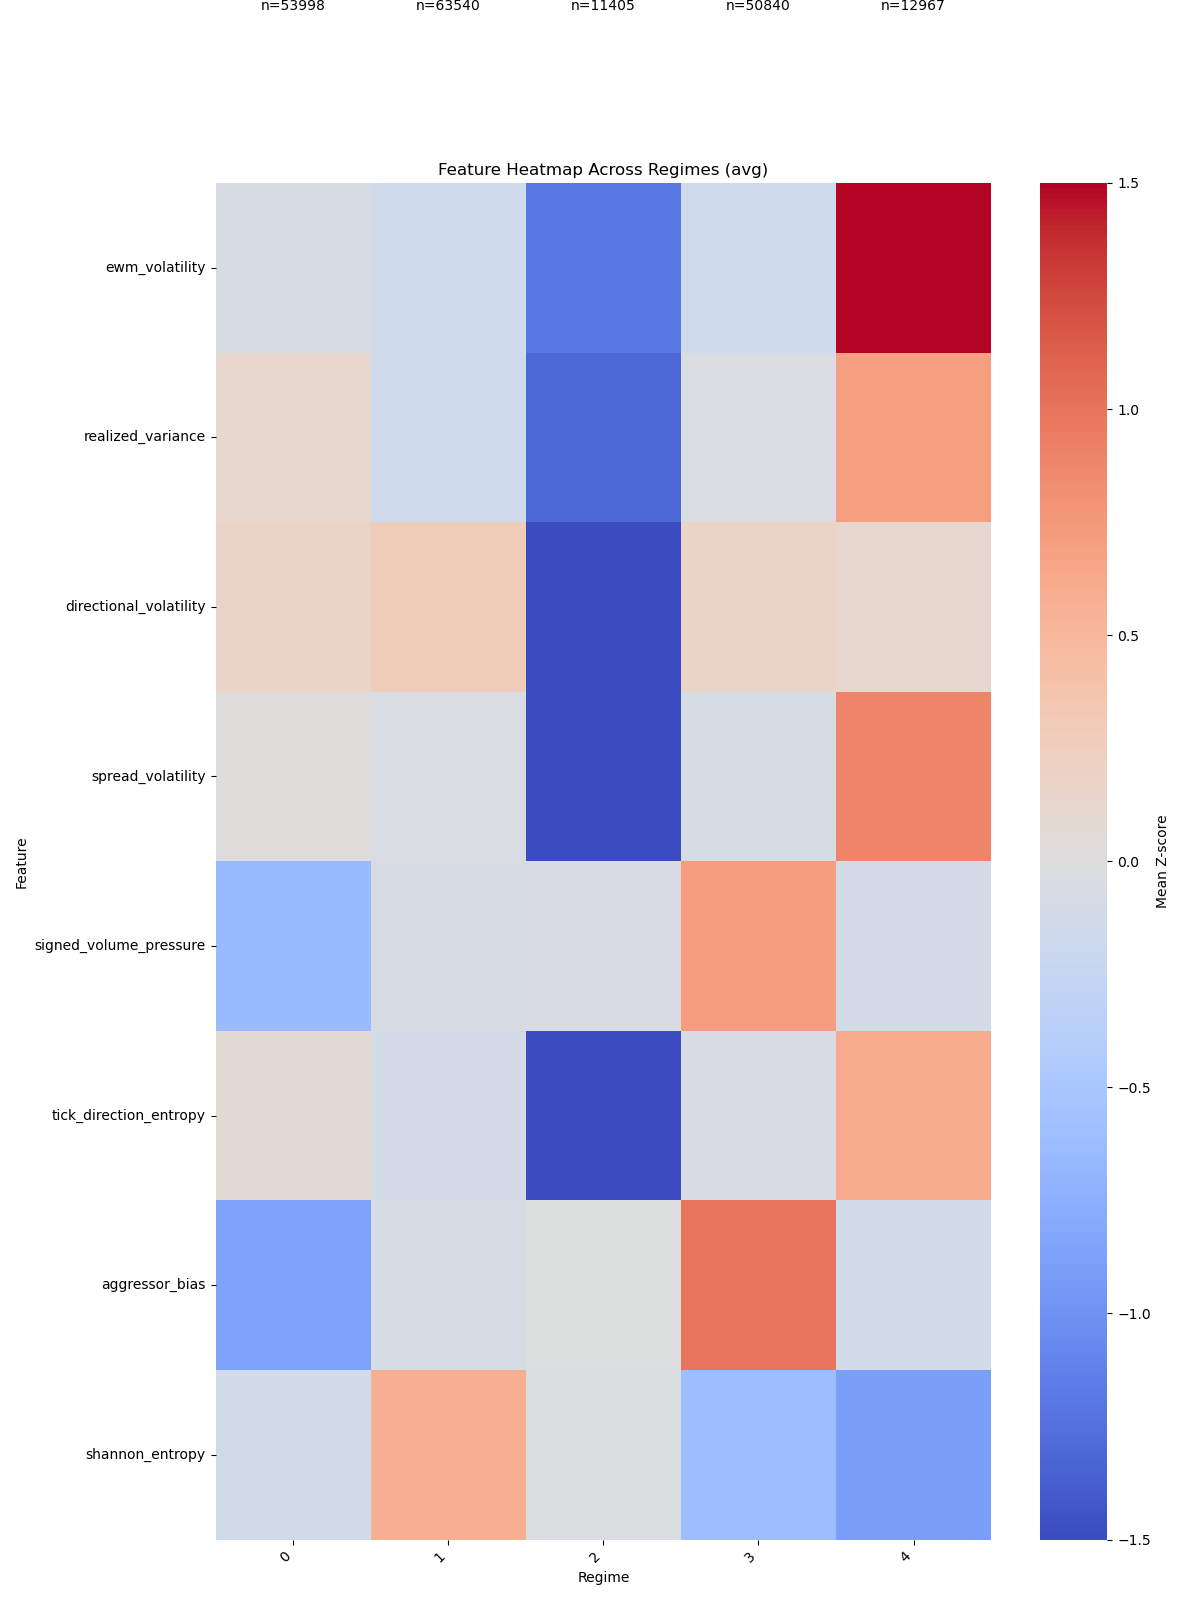 n=53998 n=63540 n=11405 n=50840 n=12967
Feature Heatmap Across Regimes (avg)
ewm_volatility
realized_variance
directional_volatility
spread_volatility
signed_volume_pressure
tick_direction_entropy
aggressor_bias
shannon_entropy
Feature
0 1 2 3 4
Regime
1.5
1.0
0.5
0.0
−0.5
−1.0
−1.5
Mean Z-score